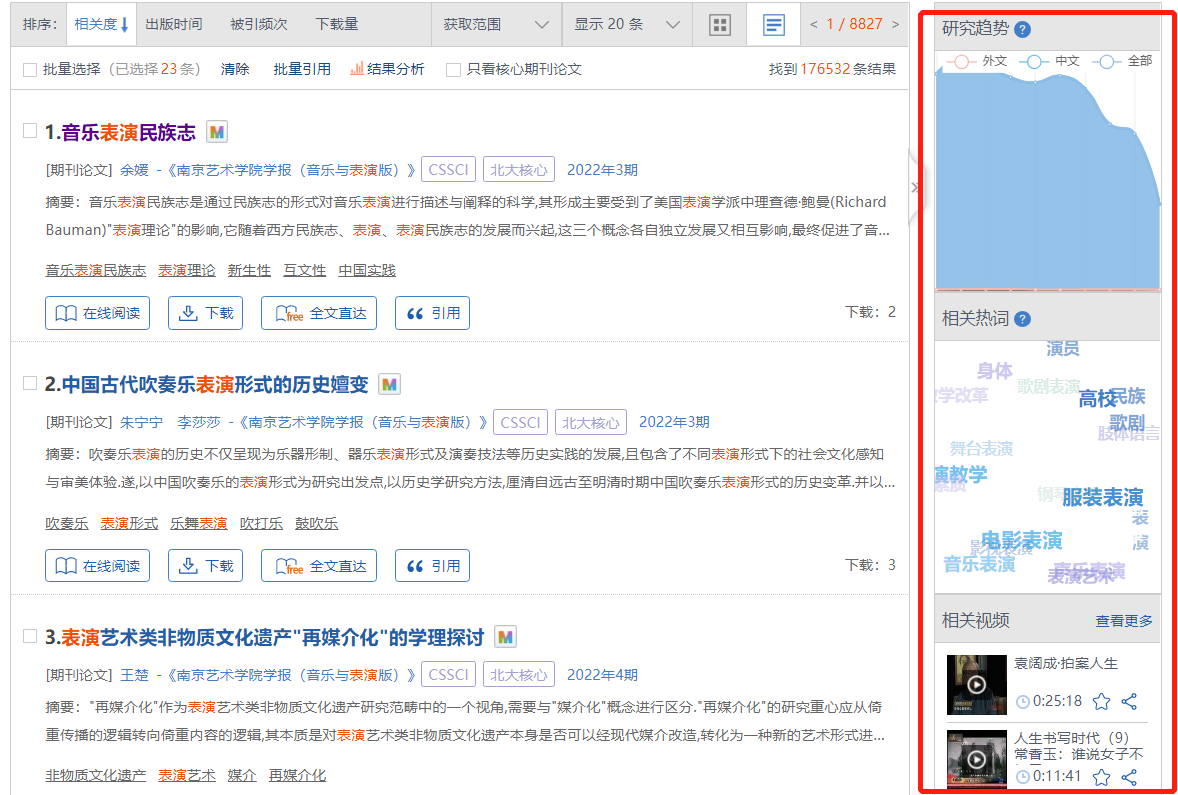 排序: 相关度 出版时间 被引频次 下载量 获取范围 显示 20 条 < 1 / 8827 >
批量选择 (已选择 23 条) 清除 批量引用 结果分析 只看核心期刊论文 找到 176532 条结果
1.音乐表演民族志 M
[期刊论文] 余媛 -《南京艺术学院学报（音乐与表演版）》 CSSCI 北大核心 2022年3期
摘要：音乐表演民族志是通过民族志的形式对音乐表演进行描述与阐释的科学,其形成主要受到了美国表演学派中理查德·鲍曼(Richard
Bauman)"表演理论"的影响,它随着西方民族志、表演、表演民族志的发展而兴起,这三个概念各自独立发展又相互影响,最终促进了音...
音乐表演民族志 表演理论 新生性 互文性 中国实践
在线阅读 下载 free 全文直达 引用 下载：2
2.中国古代吹奏乐表演形式的历史嬗变 M
[期刊论文] 朱宁宁 李莎莎 -《南京艺术学院学报（音乐与表演版）》 CSSCI 北大核心 2022年3期
摘要：吹奏乐表演的历史不仅呈现为乐器形制、器乐表演形式及演奏技法等历史实践的发展,且包含了不同表演形式下的社会文化感知
与审美体验.遂,以中国吹奏乐的表演形式为研究出发点,以历史学研究方法,厘清自远古至明清时期中国吹奏乐表演形式的历史变革.并以...
吹奏乐 表演形式 乐舞表演 吹打乐 鼓吹乐
在线阅读 下载 free 全文直达 引用 下载：3
3.表演艺术类非物质文化遗产"再媒介化"的学理探讨 M
[期刊论文] 王楚 -《南京艺术学院学报（音乐与表演版）》 CSSCI 北大核心 2022年4期
摘要："再媒介化"作为表演艺术类非物质文化遗产研究范畴中的一个视角,需要与"媒介化"概念进行区分."再媒介化"的研究重心应从倚
重传播的逻辑转向倚重内容的逻辑,其本质是对表演艺术类非物质文化遗产本身是否可以经现代媒介改造,转化为一种新的艺术形式进...
非物质文化遗产 表演艺术 媒介 再媒介化
研究趋势 ?
外文 中文 全部
相关热词 ?
演员
身体
歌剧表演
学改革
高校
民族
歌剧
肢体语言
舞台表演
演教学
素质
钢琴
服装表演
表演
电影表演
影视表演
音乐表演
音乐表演
表演艺术
相关视频 查看更多
袁阔成·拍案人生
0:25:18
人生书写时代（9）
常香玉：谁说女子不
0:11:41